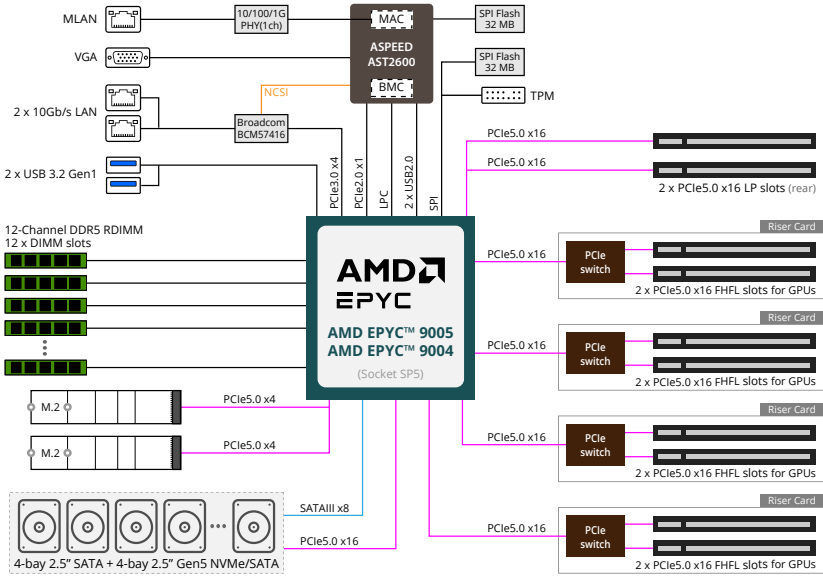 MLAN
10/100/1G
PHY(1ch)
MAC
ASPEED
AST2600
BMC
SPI Flash
32 MB
SPI Flash
32 MB
TPM
VGA
NCSI
2 x 10Gb/s LAN
Broadcom
BCM57416
2 x USB 3.2 Gen1
PCIe3.0 x4
PCIe2.0 x1
LPC
2 x USB2.0
SPI
PCIe5.0 x16
PCIe5.0 x16
2 x PCIe5.0 x16 LP slots (rear)
12-Channel DDR5 RDIMM
12 x DIMM slots
AMD
EPYC
AMD EPYC™ 9005
AMD EPYC™ 9004
(Socket SP5)
Riser Card
PCIe5.0 x16
PCIe
switch
2 x PCIe5.0 x16 FHFL slots for GPUs
Riser Card
PCIe5.0 x16
PCIe
switch
2 x PCIe5.0 x16 FHFL slots for GPUs
Riser Card
PCIe5.0 x16
PCIe
switch
2 x PCIe5.0 x16 FHFL slots for GPUs
Riser Card
PCIe5.0 x16
PCIe
switch
2 x PCIe5.0 x16 FHFL slots for GPUs
M.2
PCIe5.0 x4
M.2
PCIe5.0 x4
SATAIII x8
PCIe5.0 x16
4-bay 2.5” SATA + 4-bay 2.5” Gen5 NVMe/SATA